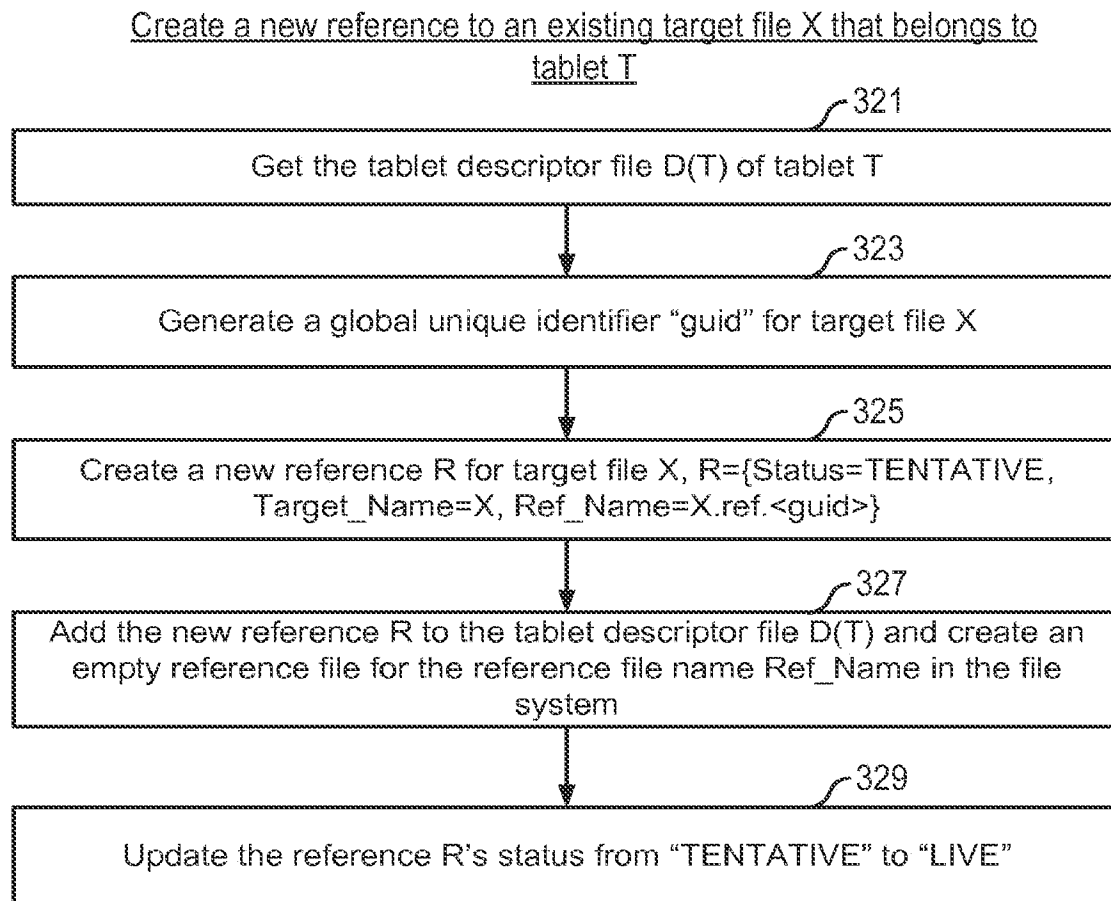 Create a new reference to an existing target file X that belongs to
tablet T
321
Get the tablet descriptor file D(T) of tablet T
323
Generate a global unique identifier “guid” for target file X
325
Create a new reference R for target file X, R={Status=TENTATIVE,
Target_Name=X, Ref_Name=X.ref.<guid>}
327
Add the new reference R to the tablet descriptor file D(T) and create an
empty reference file for the reference file name Ref_Name in the file
system
329
Update the reference R’s status from “TENTATIVE” to “LIVE”